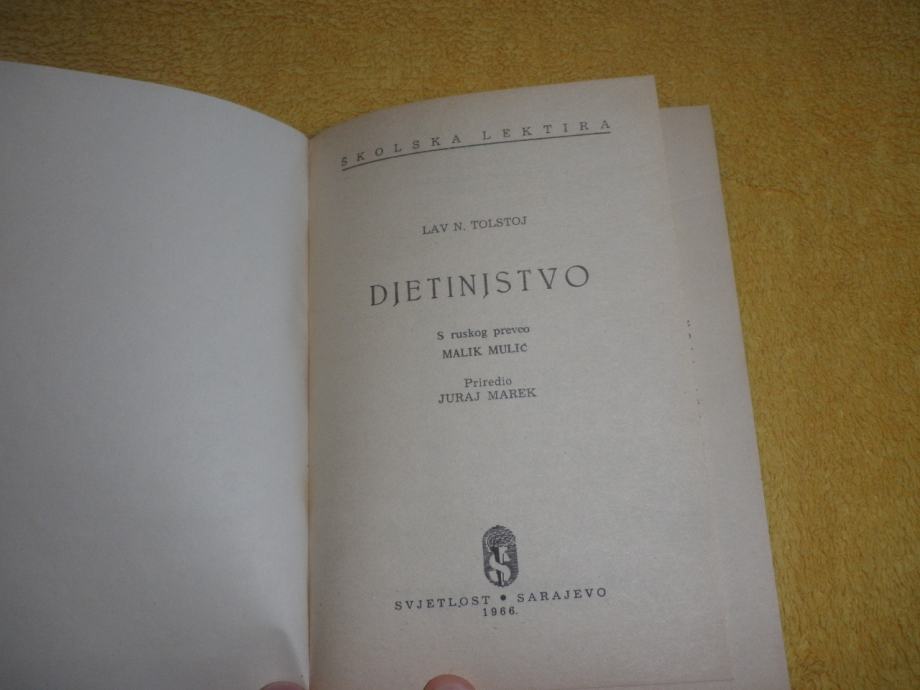 ŠKOLSKA LEKTIRA
LAV N. TOLSTOJ
DJETINJSTVO
S ruskog preveo
MALIK MULIĆ
Priredio
JURAJ MAREK
SVJETLOST • SARAJEVO
1966.